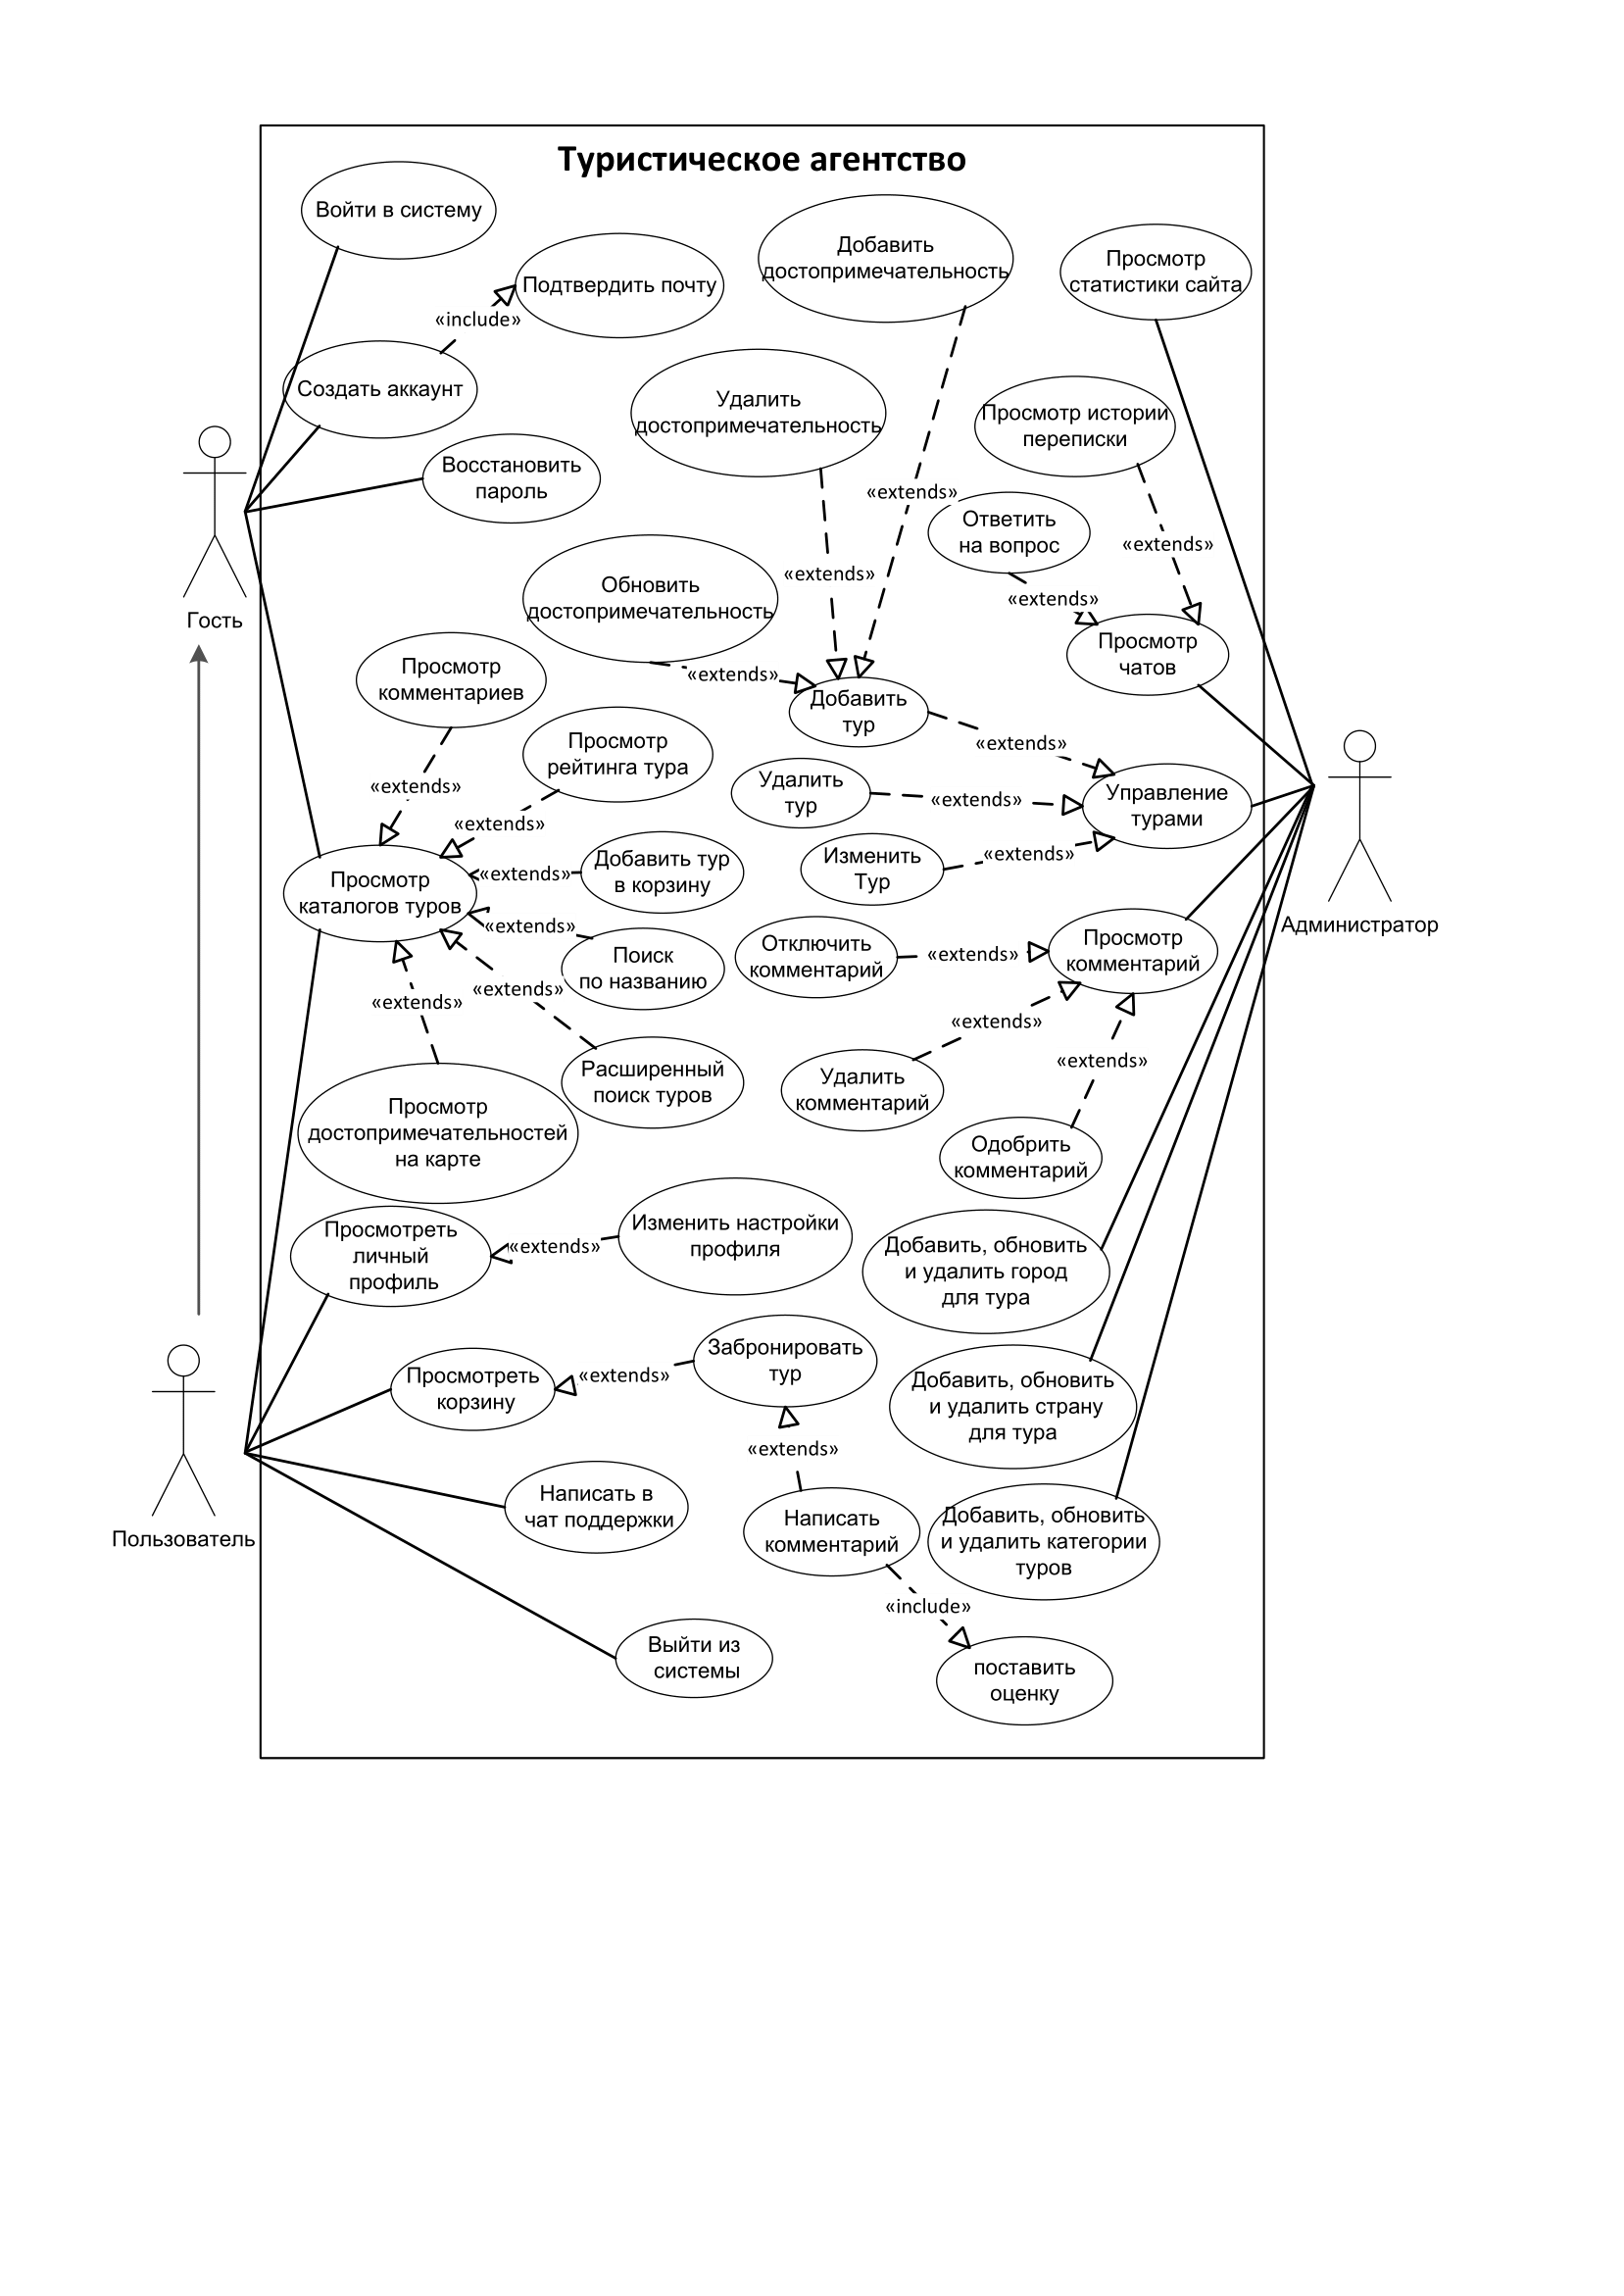 Туристическое агентство
Войти в систему
Добавить
достопримечательность
Просмотр
статистики сайта
Подтвердить почту
«include»
Создать аккаунт
Удалить
достопримечательность
Просмотр истории
переписки
Восстановить
пароль
«extends»
Ответить
на вопрос
«extends»
Обновить
достопримечательность
«extends»
«extends»
Гость
Просмотр
чатов
Просмотр
комментариев
«extends»
Добавить
тур
«extends»
Просмотр
рейтинга тура
«extends»
Удалить
тур
«extends»
Управление
турами
«extends»
Изменить
Тур
«extends»
Просмотр
каталогов туров
«extends»
Добавить тур
в корзину
Администратор
«extends»
Поиск
по названию
Отключить
комментарий
«extends»
Просмотр
комментарий
«extends»
«extends»
«extends»
Расширенный
поиск туров
Удалить
комментарий
«extends»
Просмотр
достопримечательностей
на карте
Одобрить
комментарий
Просмотреть
личный
профиль
«extends»
Изменить настройки
профиля
Добавить, обновить
и удалить город
для тура
Просмотреть
корзину
«extends»
Забронировать
тур
Добавить, обновить
и удалить страну
для тура
«extends»
Написать в
чат поддержки
Пользователь
Написать
комментарий
Добавить, обновить
и удалить категории
туров
«include»
Выйти из
системы
поставить
оценку